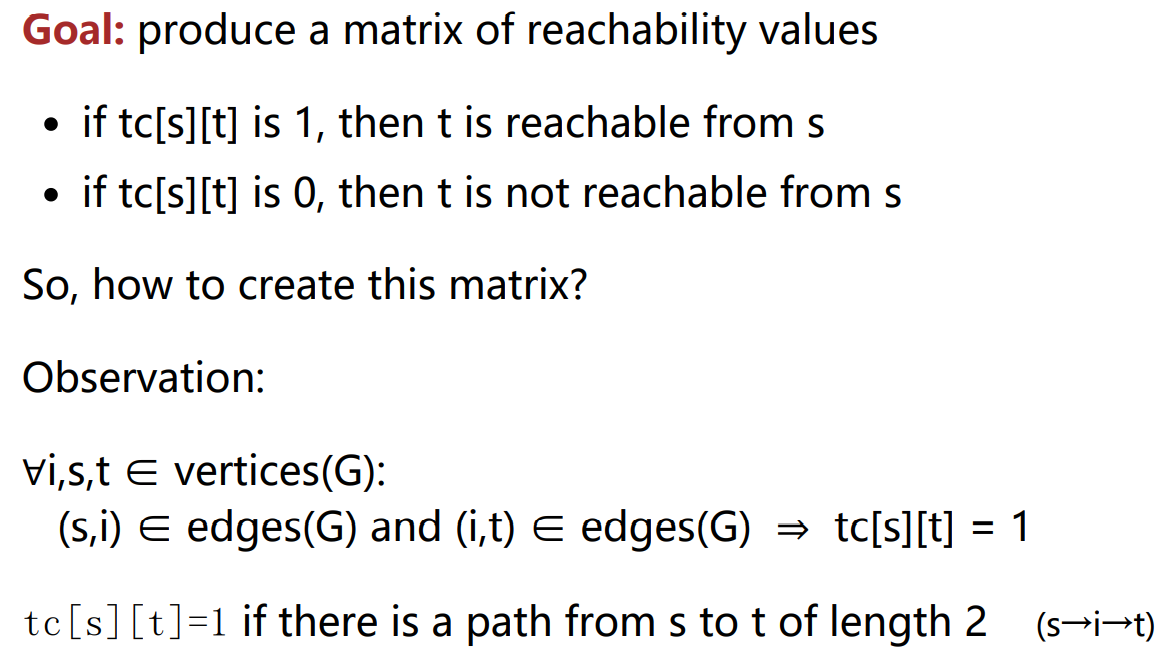 Goal: produce a matrix of reachability values
• if tc[s][t] is 1, then t is reachable from s
• if tc[s][t] is 0, then t is not reachable from s
So, how to create this matrix?
Observation:
∀i,s,t ∈ vertices(G):
(s,i) ∈ edges(G) and (i,t) ∈ edges(G) ⇒ tc[s][t] = 1
tc[s][t]=1 if there is a path from s to t of length 2 (s→i→t)